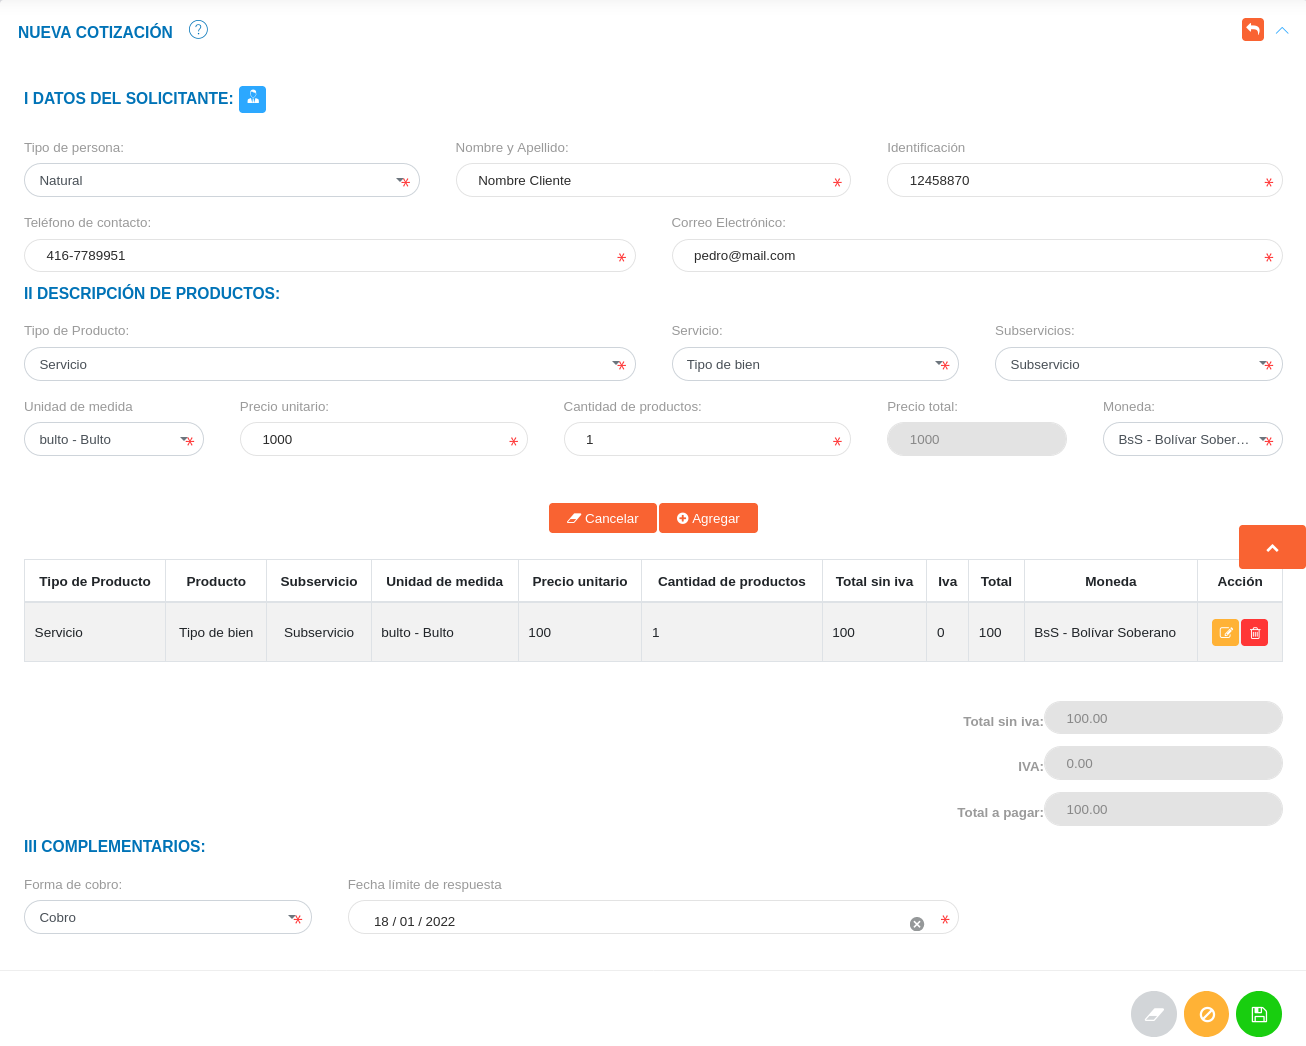 NUEVA COTIZACIÓN ?
I DATOS DEL SOLICITANTE:
Tipo de persona: Nombre y Apellido: Identificación
Natural * Nombre Cliente * 12458870 *
Teléfono de contacto: Correo Electrónico:
416-7789951 * pedro@mail.com *
II DESCRIPCIÓN DE PRODUCTOS:
Tipo de Producto: Servicio: Subservicios:
Servicio * Tipo de bien * Subservicio *
Unidad de medida Precio unitario: Cantidad de productos: Precio total: Moneda:
bulto - Bulto * 1000 * 1 * 1000 BsS - Bolívar Sober... *
Cancelar Agregar
Tipo de Producto Producto Subservicio Unidad de medida Precio unitario Cantidad de productos Total sin iva Iva Total Moneda Acción
Servicio Tipo de bien Subservicio bulto - Bulto 100 1 100 0 100 BsS - Bolívar Soberano
Total sin iva: 100.00
IVA: 0.00
Total a pagar: 100.00
III COMPLEMENTARIOS:
Forma de cobro: Fecha límite de respuesta
Cobro * 18 / 01 / 2022 *